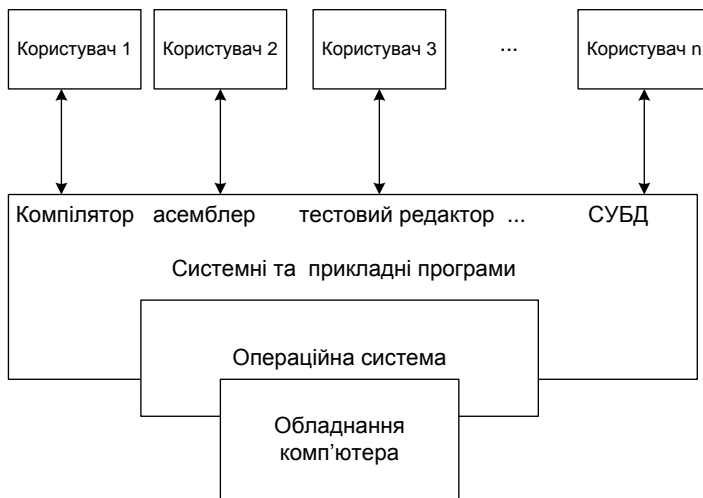 Користувач 1 Користувач 2 Користувач 3 ... Користувач n
Компілятор асемблер тестовий редактор ... СУБД
Системні та прикладні програми
Операційна система
Обладнання
комп’ютера